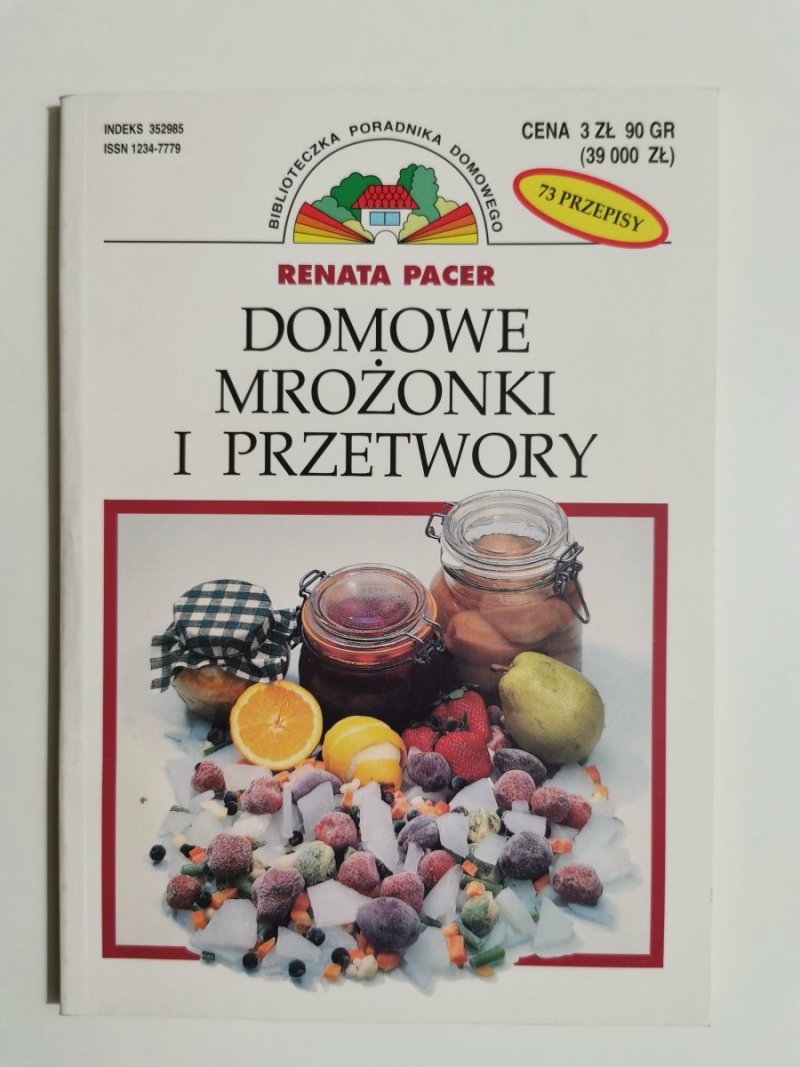 INDEKS 352985
ISSN 1234-7779
BIBLIOTECZKA PORADNIKA DOMOWEGO
CENA 3 ZŁ 90 GR
(39 000 ZŁ)
73 PRZEPISY
RENATA PACER
DOMOWE
MROŻONKI
I PRZETWORY